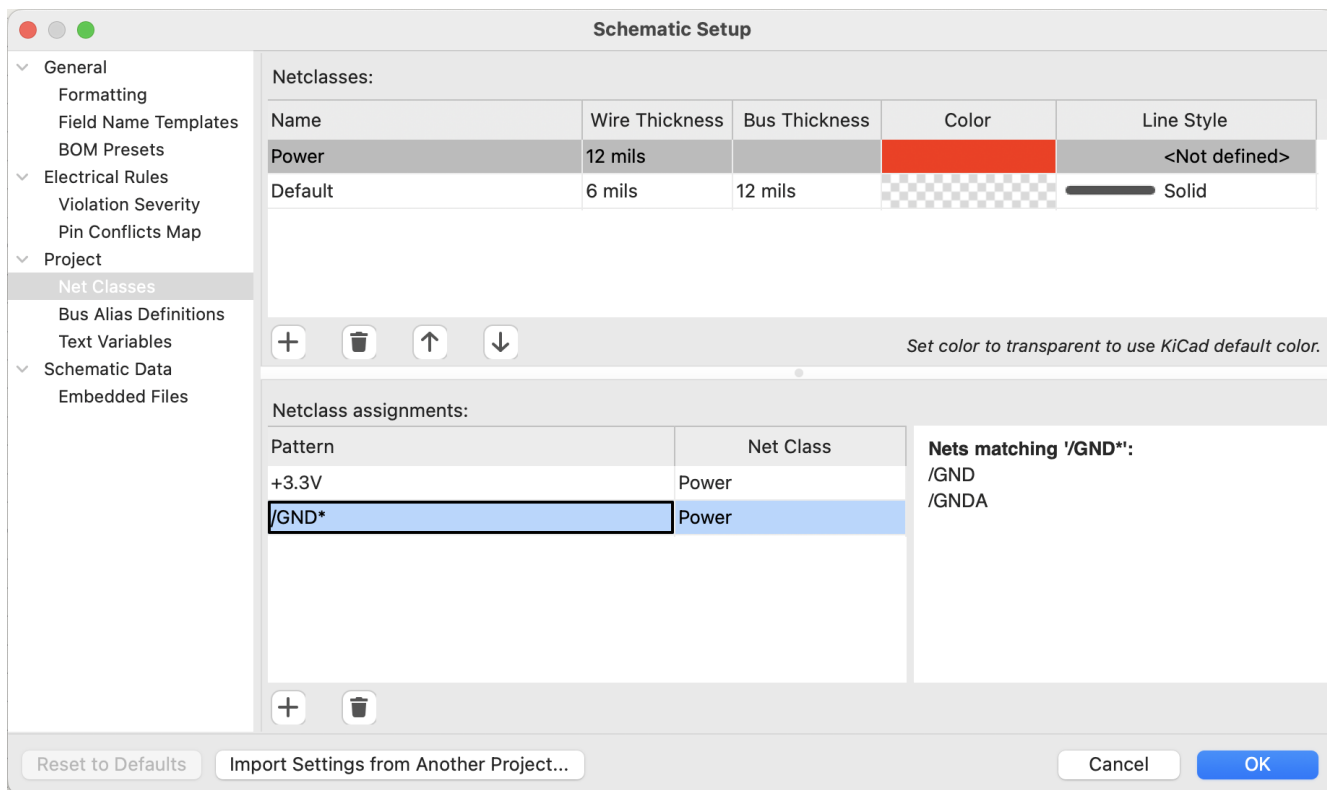 Schematic Setup
General
Formatting
Field Name Templates
BOM Presets
Electrical Rules
Violation Severity
Pin Conflicts Map
Project
Net Classes
Bus Alias Definitions
Text Variables
Schematic Data
Embedded Files
Netclasses:
Name Wire Thickness Bus Thickness Color Line Style
Power 12 mils <Not defined>
Default 6 mils 12 mils Solid
Set color to transparent to use KiCad default color.
Netclass assignments:
Pattern Net Class
+3.3V Power
/GND* Power
Nets matching '/GND*':
/GND
/GNDA
Reset to Defaults Import Settings from Another Project... Cancel OK